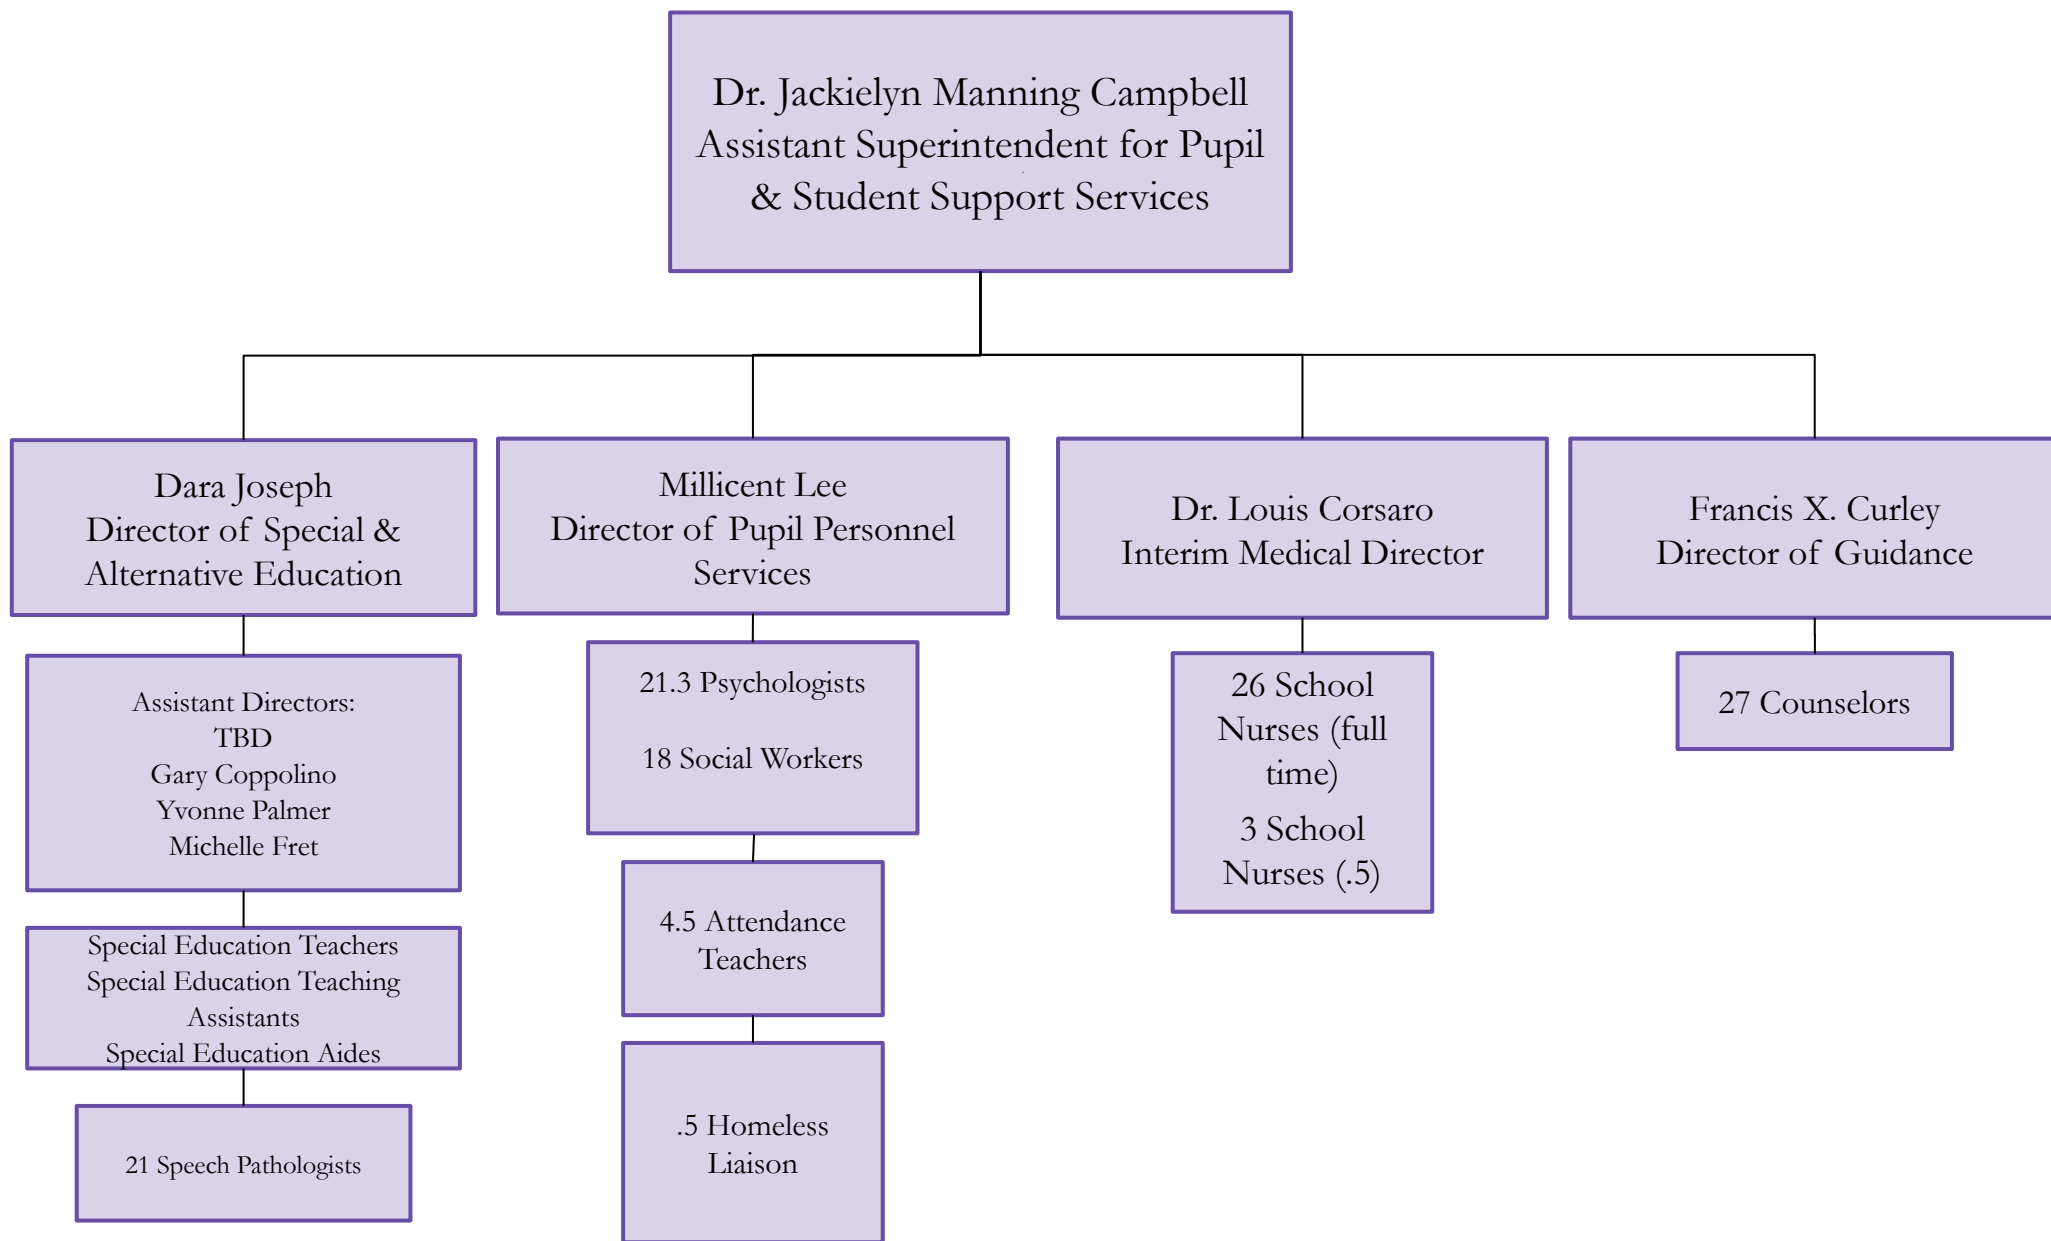 Dr. Jackielyn Manning Campbell
Assistant Superintendent for Pupil
& Student Support Services
Dara Joseph
Director of Special &
Alternative Education
Millicent Lee
Director of Pupil Personnel
Services
Dr. Louis Corsaro
Interim Medical Director
Francis X. Curley
Director of Guidance
Assistant Directors:
TBD
Gary Coppolino
Yvonne Palmer
Michelle Fret
21.3 Psychologists
18 Social Workers
26 School
Nurses (full
time)
3 School
Nurses (.5)
27 Counselors
Special Education Teachers
Special Education Teaching
Assistants
Special Education Aides
4.5 Attendance
Teachers
21 Speech Pathologists
.5 Homeless
Liaison